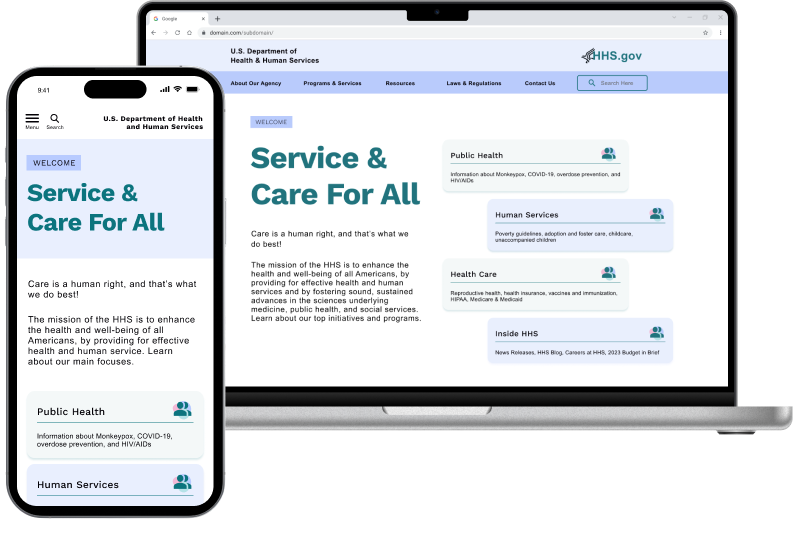 Google
domain.com/subdomain/
U.S. Department of
Health & Human Services
HHS.gov
About Our Agency
Programs & Services
Resources
Laws & Regulations
Contact Us
Search Here
WELCOME
Service &
Care For All
Care is a human right, and that's what we
do best!
The mission of the HHS is to enhance the
health and well-being of all Americans, by
providing for effective health and human
services and by fostering sound, sustained
advances in the sciences underlying
medicine, public health, and social services.
Learn about our top initiatives and programs.
Public Health
Information about Monkeypox, COVID-19, overdose prevention, and
HIV/AIDs
Human Services
Poverty guidelines, adoption and foster care, childcare,
unaccompanied children
Health Care
Reproductive health, health insurance, vaccines and immunization,
HIPAA, Medicare & Medicaid
Inside HHS
News Releases, HHS Blog, Careers at HHS, 2023 Budget in Brief
9:41
Menu
Search
U.S. Department of Health
and Human Services
WELCOME
Service &
Care For All
Care is a human right, and that's what
we do best!
The mission of the HHS is to enhance
the health and well-being of all
Americans, by providing for effective
health and human service. Learn
about our main focuses.
Public Health
Information about Monkeypox, COVID-19,
overdose prevention, and HIV/AIDs
Human Services